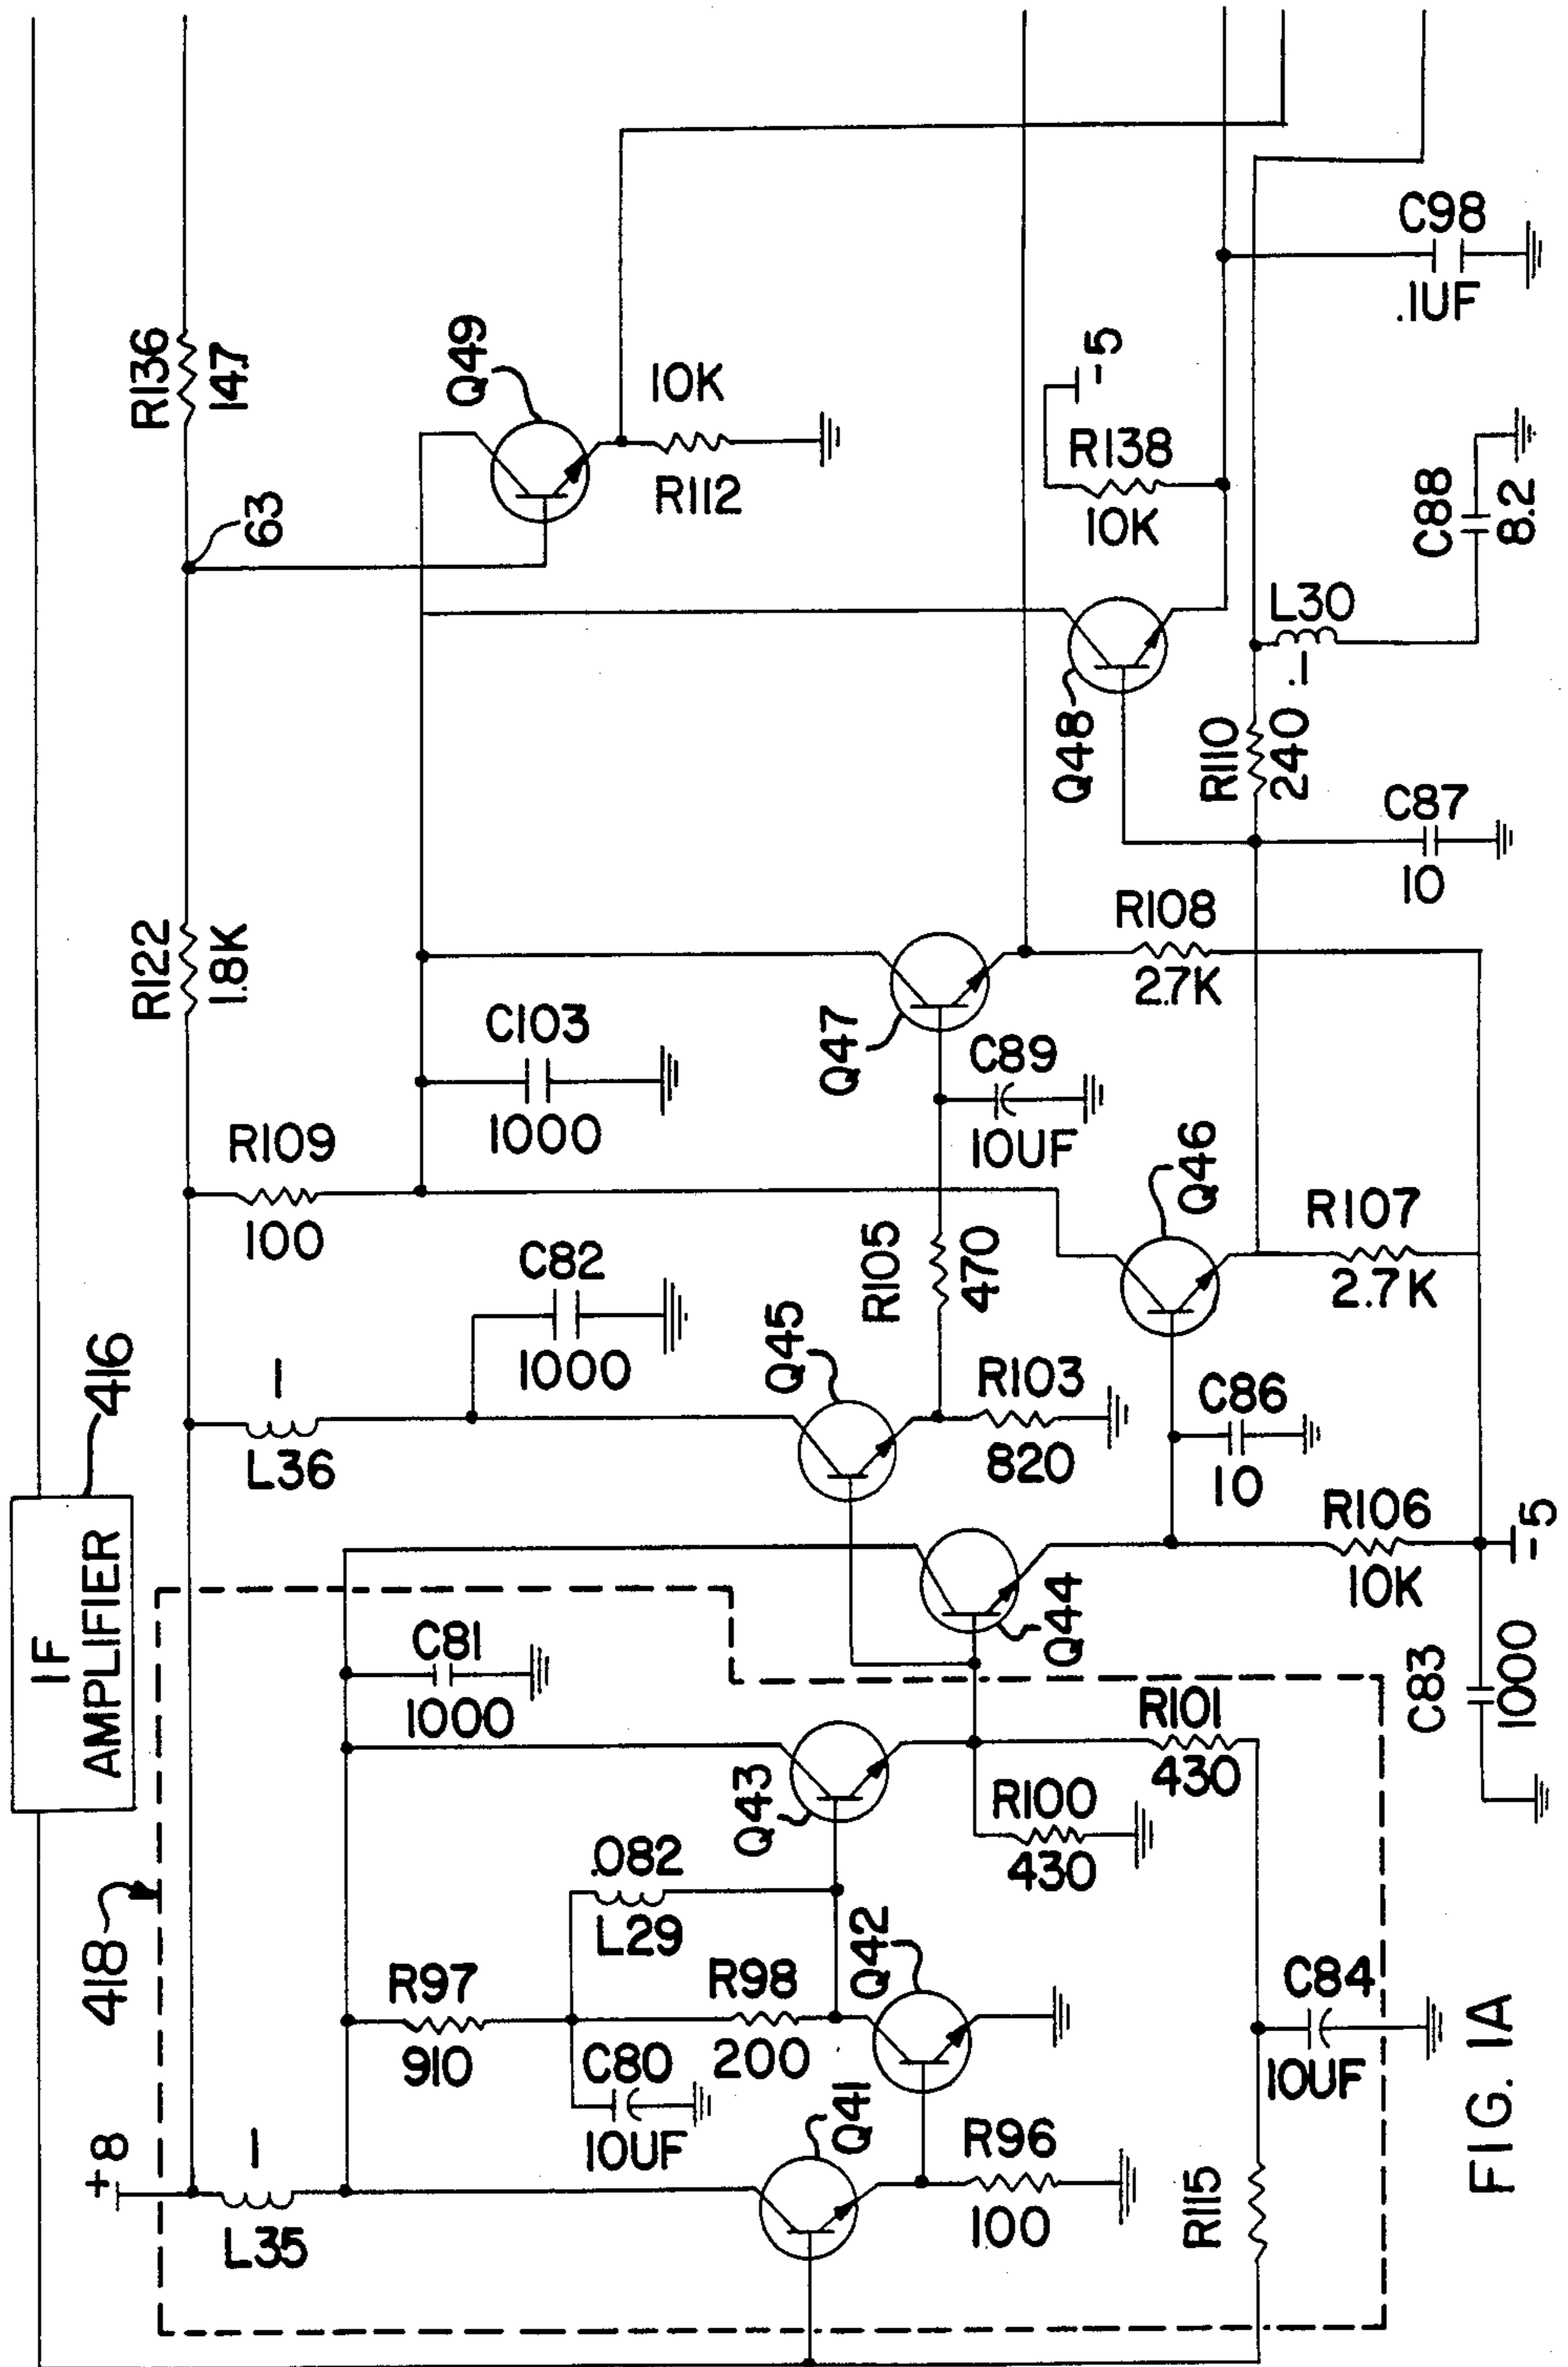 IF
AMPLIFIER
416
418
+8
1
L35
1
L36
R109
100
R122
1.8K
R136
147
63
R97
910
C81
1000
C82
1000
C103
1000
Q49
10K
R112
.082
L29
C80
10UF
R98
200
Q41
Q42
Q43
Q45
Q47
R105
470
C89
10UF
R96
100
R100
430
R101
430
Q44
R103
820
C86
10
Q46
R108
2.7K
Q48
R138
10K
-5
R115
C84
10UF
R106
10K
R107
2.7K
R110
240
L30
.1
C87
10
C88
8.2
C98
.1UF
C83
1000
-5
FIG. 1A